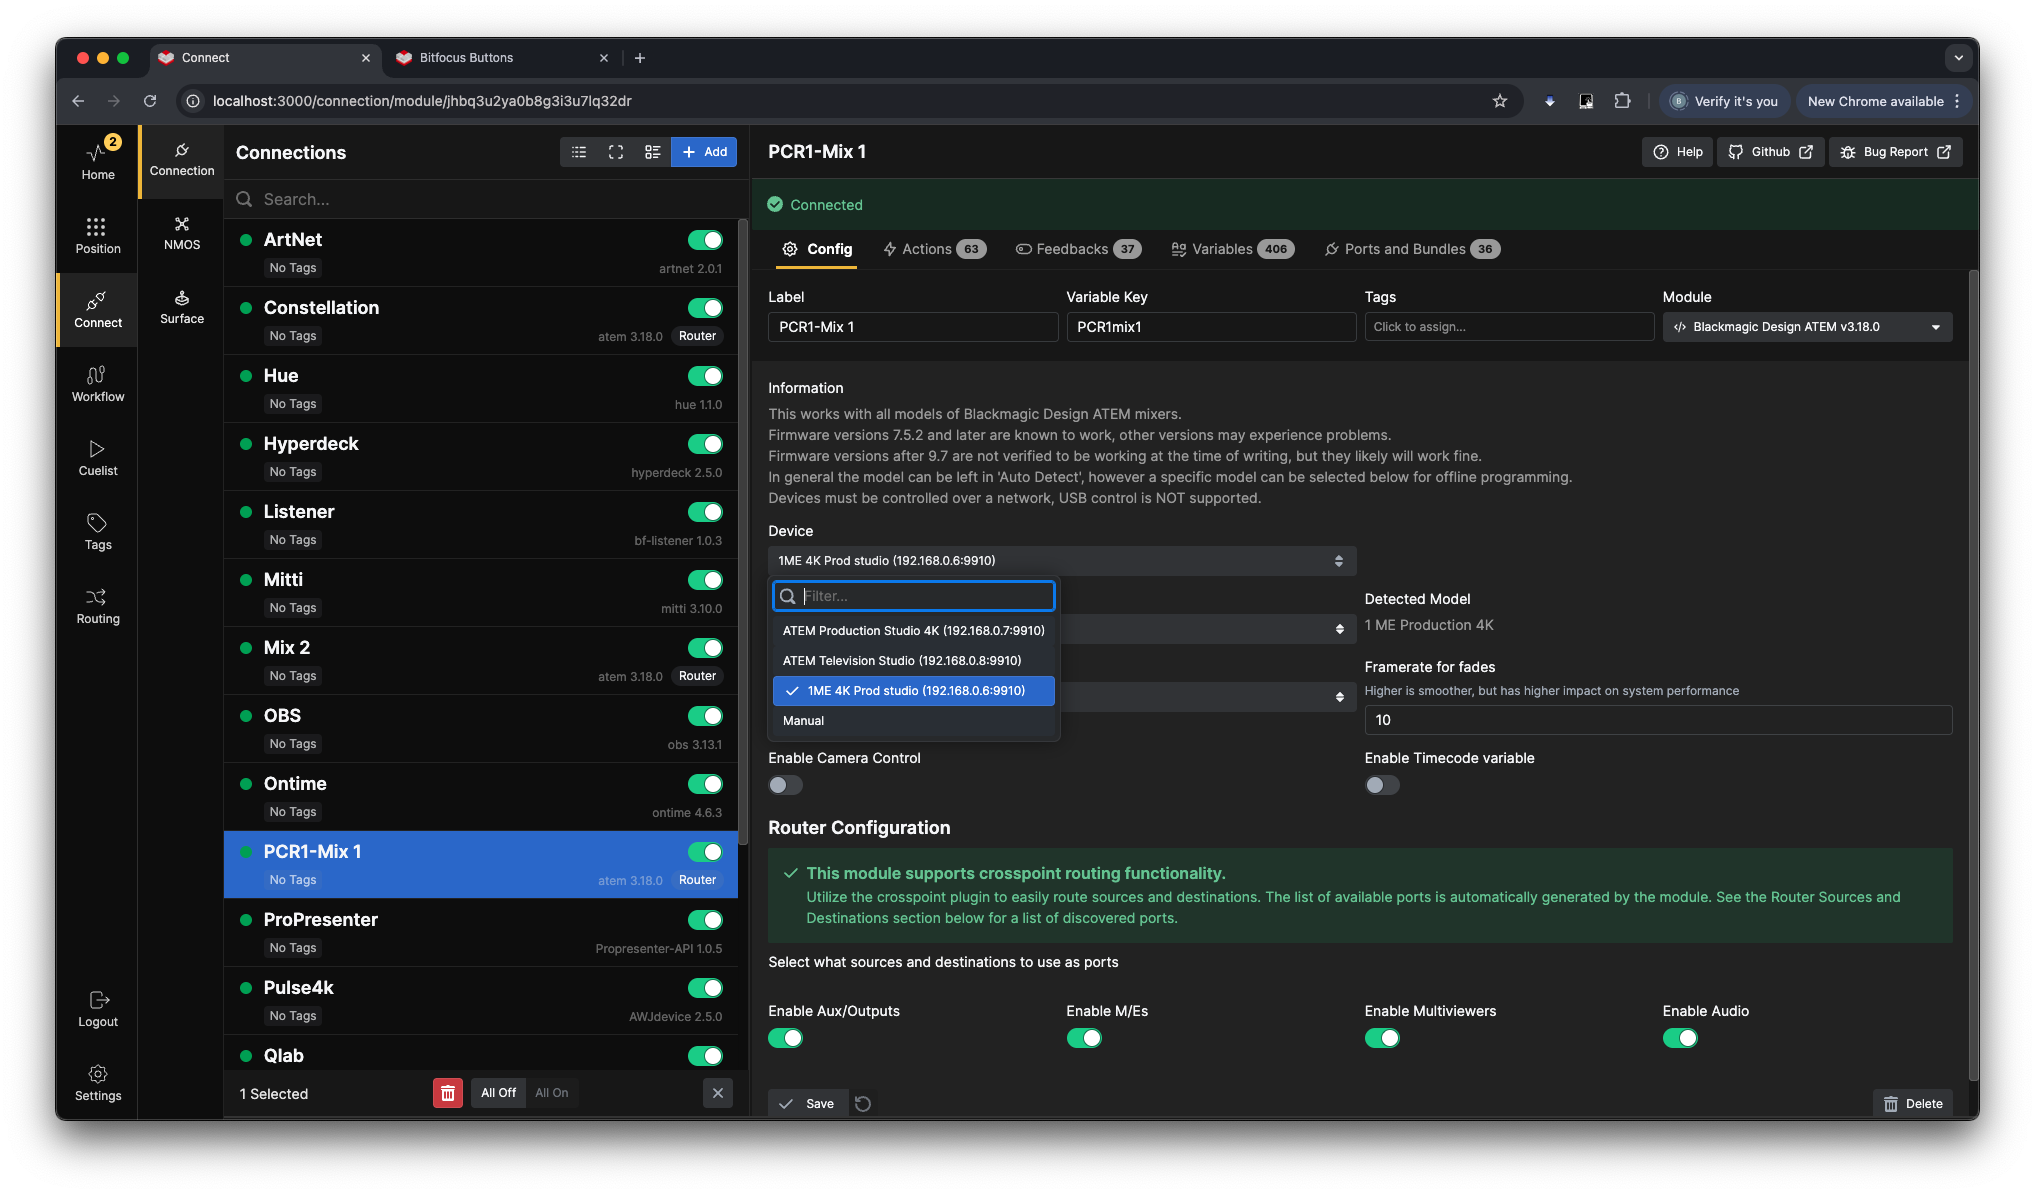 Connect
Bitfocus Buttons
localhost:3000/connection/module/jhbq3u2ya0b8g3i3u7lq32dr
B
Verify it's you
New Chrome available
2
Home
Position
Connect
Workflow
Cuelist
Tags
Routing
Logout
Settings
Connection
NMOS
Surface
Connections
Add
Search...
ArtNet
No Tags
artnet 2.0.1
Constellation
No Tags
atem 3.18.0
Router
Hue
No Tags
hue 1.1.0
Hyperdeck
No Tags
hyperdeck 2.5.0
Listener
No Tags
bf-listener 1.0.3
Mitti
No Tags
mitti 3.10.0
Mix 2
No Tags
atem 3.18.0
Router
OBS
No Tags
obs 3.13.1
Ontime
No Tags
ontime 4.6.3
PCR1-Mix 1
No Tags
atem 3.18.0
Router
ProPresenter
No Tags
Propresenter-API 1.0.5
Pulse4k
No Tags
AWJdevice 2.5.0
Qlab
1 Selected
All Off
All On
PCR1-Mix 1
Help
Github
Bug Report
Connected
Config
Actions 63
Feedbacks 37
Variables 406
Ports and Bundles 36
Label
PCR1-Mix 1
Variable Key
PCR1mix1
Tags
Click to assign...
Module
Blackmagic Design ATEM v3.18.0
Information
This works with all models of Blackmagic Design ATEM mixers.
Firmware versions 7.5.2 and later are known to work, other versions may experience problems.
Firmware versions after 9.7 are not verified to be working at the time of writing, but they likely will work fine.
In general the model can be left in 'Auto Detect', however a specific model can be selected below for offline programming.
Devices must be controlled over a network, USB control is NOT supported.
Device
1ME 4K Prod studio (192.168.0.6:9910)
Filter...
ATEM Production Studio 4K (192.168.0.7:9910)
ATEM Television Studio (192.168.0.8:9910)
1ME 4K Prod studio (192.168.0.6:9910)
Manual
Detected Model
1 ME Production 4K
Framerate for fades
Higher is smoother, but has higher impact on system performance
10
Enable Camera Control
Enable Timecode variable
Router Configuration
This module supports crosspoint routing functionality.
Utilize the crosspoint plugin to easily route sources and destinations. The list of available ports is automatically generated by the module. See the Router Sources and
Destinations section below for a list of discovered ports.
Select what sources and destinations to use as ports
Enable Aux/Outputs
Enable M/Es
Enable Multiviewers
Enable Audio
Save
Delete